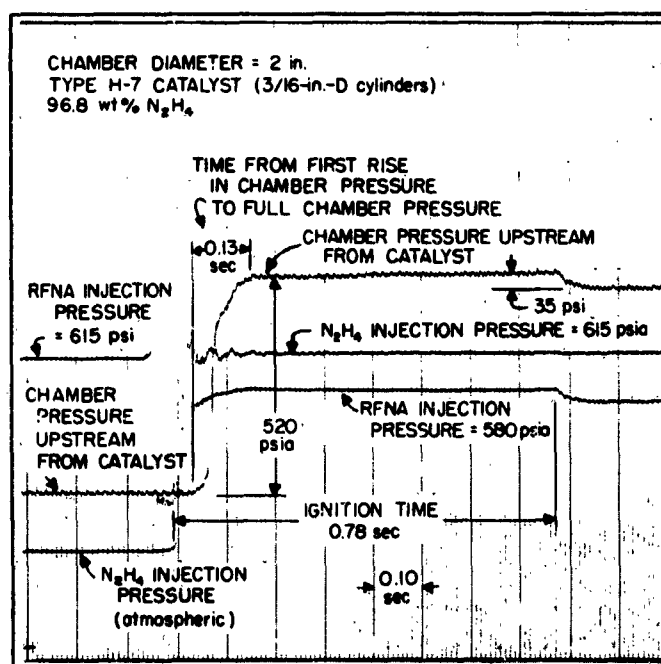 CHAMBER DIAMETER = 2 in.
TYPE H-7 CATALYST (3/16-in.-D cylinders)
96.8 wt% N₂H₄
TIME FROM FIRST RISE
IN CHAMBER PRESSURE
TO FULL CHAMBER PRESSURE
0.13
sec
CHAMBER PRESSURE UPSTREAM
FROM CATALYST
RFNA INJECTION
PRESSURE
= 615 psi
35 psi
N₂H₄ INJECTION PRESSURE = 615 psia
CHAMBER
PRESSURE
UPSTREAM
FROM CATALYST
520
psia
RFNA INJECTION
PRESSURE = 580 psia
IGNITION TIME
0.78 sec
N₂H₄ INJECTION
PRESSURE
(atmospheric)
0.10
sec